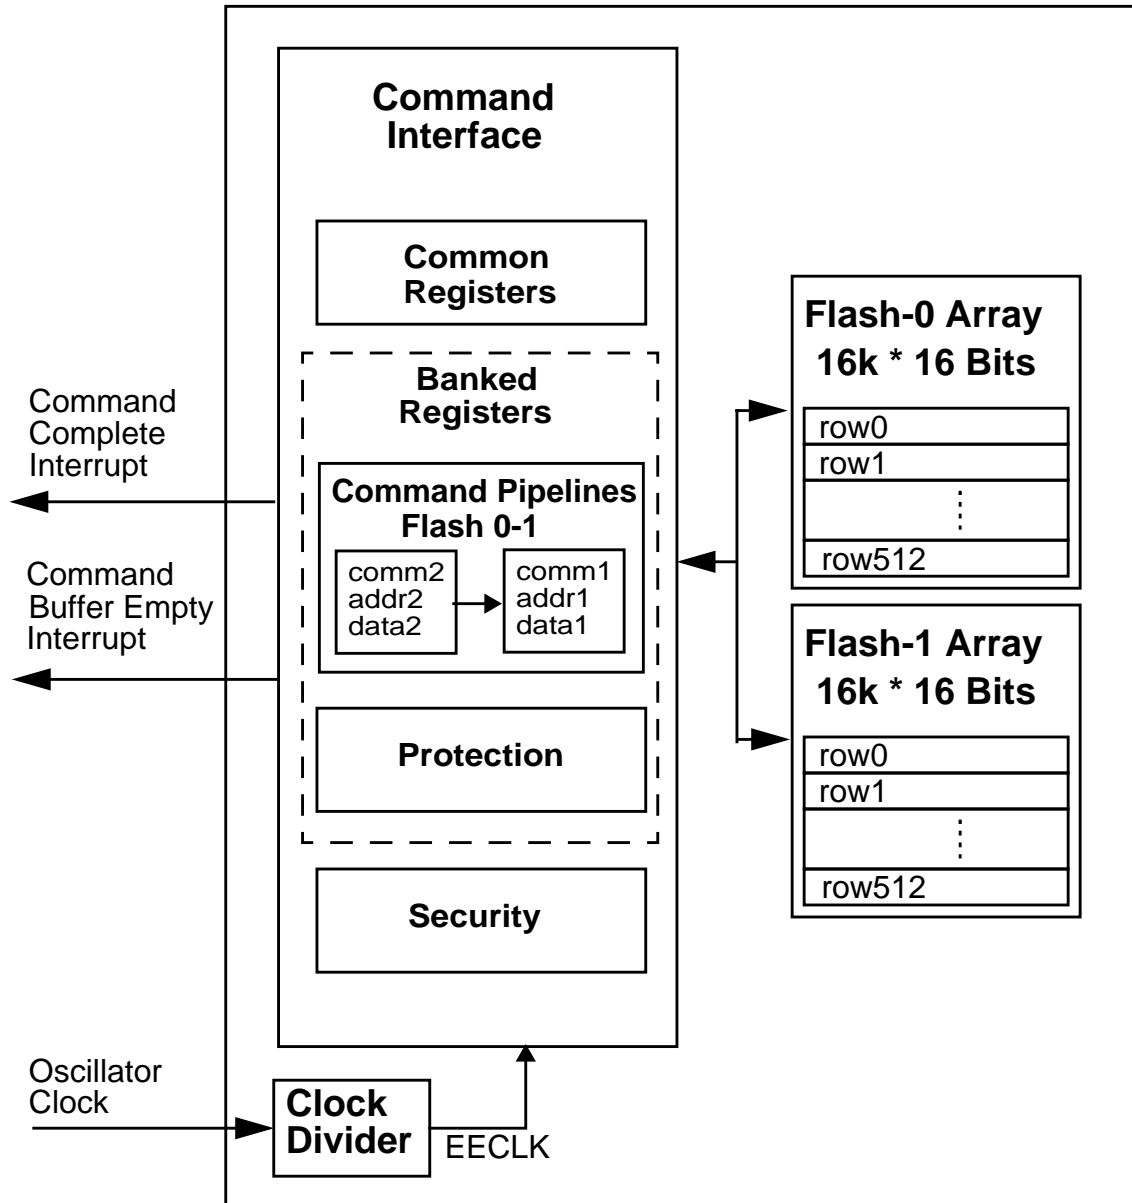 Command
Interface
Common
Registers
Banked
Registers
Command Pipelines
Flash 0-1
comm2
addr2
data2
comm1
addr1
data1
Protection
Security
Command
Complete
Interrupt
Command
Buffer Empty
Interrupt
Oscillator
Clock
Clock
Divider
EECLK
Flash-0 Array
16k * 16 Bits
row0
row1
row512
Flash-1 Array
16k * 16 Bits
row0
row1
row512